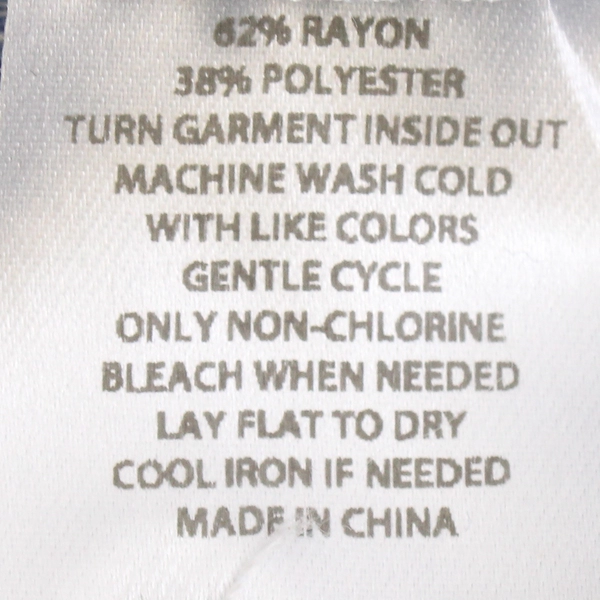 62% RAYON
38% POLYESTER
TURN GARMENT INSIDE OUT
MACHINE WASH COLD
WITH LIKE COLORS
GENTLE CYCLE
ONLY NON-CHLORINE
BLEACH WHEN NEEDED
LAY FLAT TO DRY
COOL IRON IF NEEDED
MADE IN CHINA